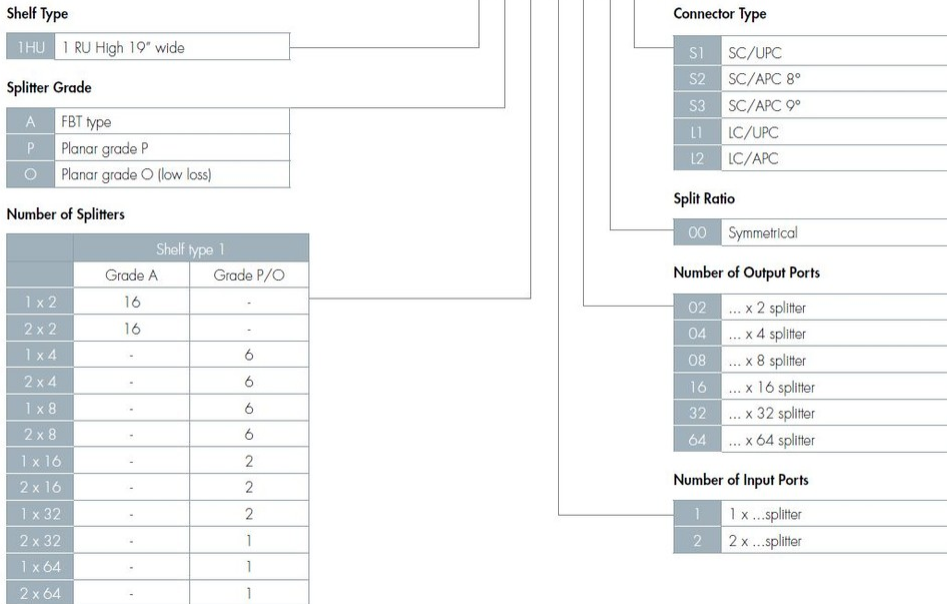 Shelf Type
1HU 1 RU High 19" wide
Splitter Grade
A FBT type
P Planar grade P
O Planar grade O (low loss)
Number of Splitters
Shelf type 1
Grade A Grade P/O
1 x 2 16 -
2 x 2 16 -
1 x 4 - 6
2 x 4 - 6
1 x 8 - 6
2 x 8 - 6
1 x 16 - 2
2 x 16 - 2
1 x 32 - 2
2 x 32 - 1
1 x 64 - 1
2 x 64 - 1
Connector Type
S1 SC/UPC
S2 SC/APC 8°
S3 SC/APC 9°
L1 LC/UPC
L2 LC/APC
Split Ratio
00 Symmetrical
Number of Output Ports
02 ... x 2 splitter
04 ... x 4 splitter
08 ... x 8 splitter
16 ... x 16 splitter
32 ... x 32 splitter
64 ... x 64 splitter
Number of Input Ports
1 1 x ...splitter
2 2 x ...splitter